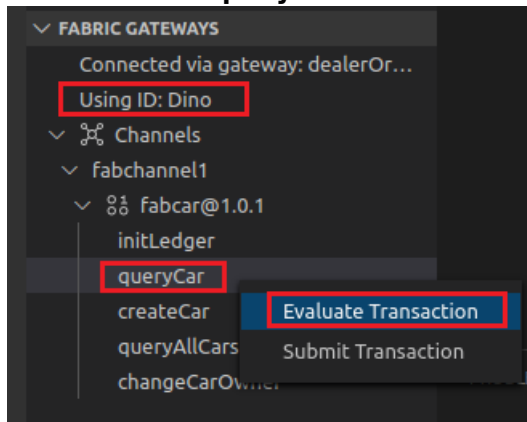 FABRIC GATEWAYS
Connected via gateway: dealerOr...
Using ID: Dino
Channels
fabchannel1
fabcar@1.0.1
initLedger
queryCar
createCar
Evaluate Transaction
queryAllCars
Submit Transaction
changeCarOwner